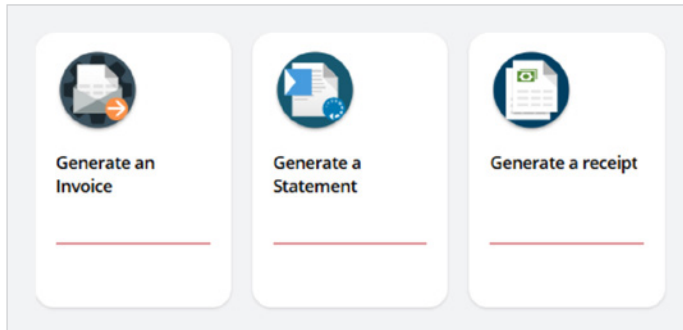 Generate an
Invoice
Generate a
Statement
Generate a receipt